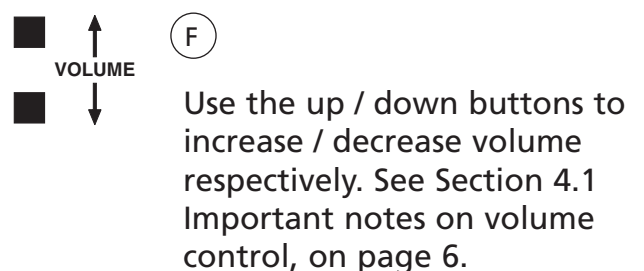 F
VOLUME
Use the up / down buttons to
increase / decrease volume
respectively. See Section 4.1
Important notes on volume
control, on page 6.